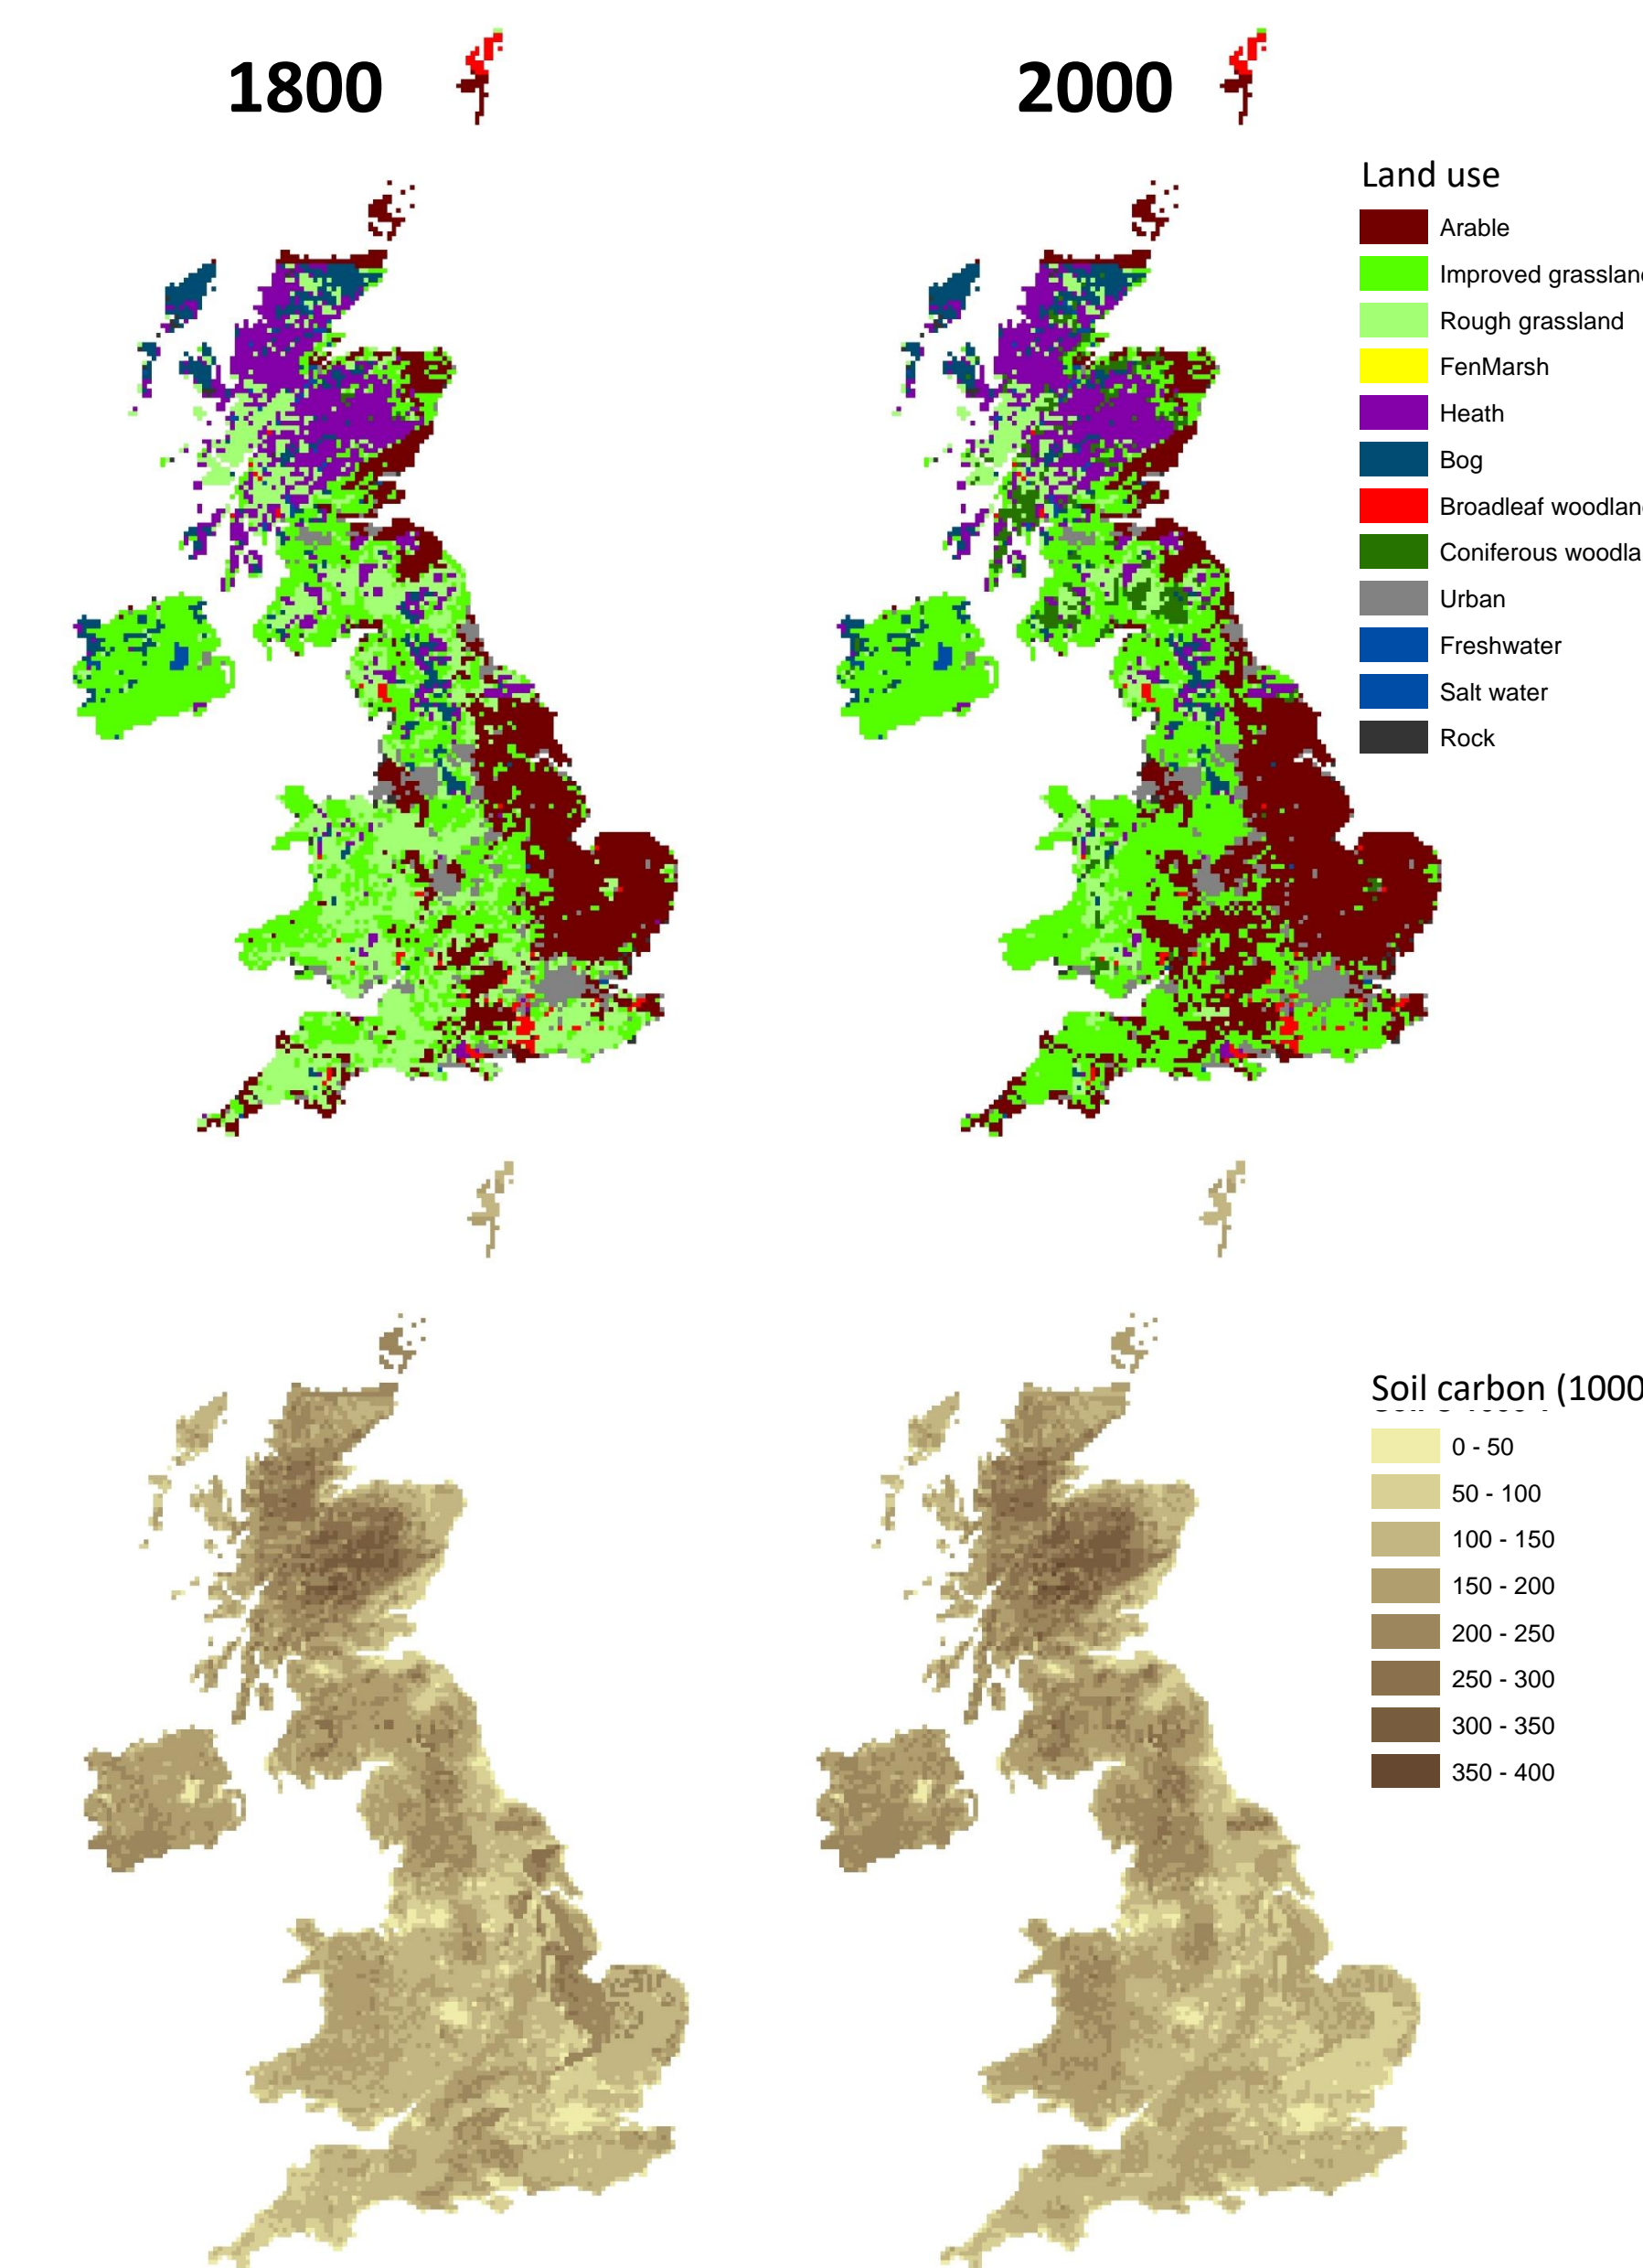 1800
2000
Land use
Arable
Improved grasslan
Rough grassland
FenMarsh
Heath
Bog
Broadleaf woodlan
Coniferous woodla
Urban
Freshwater
Salt water
Rock
Soil carbon (1000
0 - 50
50 - 100
100 - 150
150 - 200
200 - 250
250 - 300
300 - 350
350 - 400